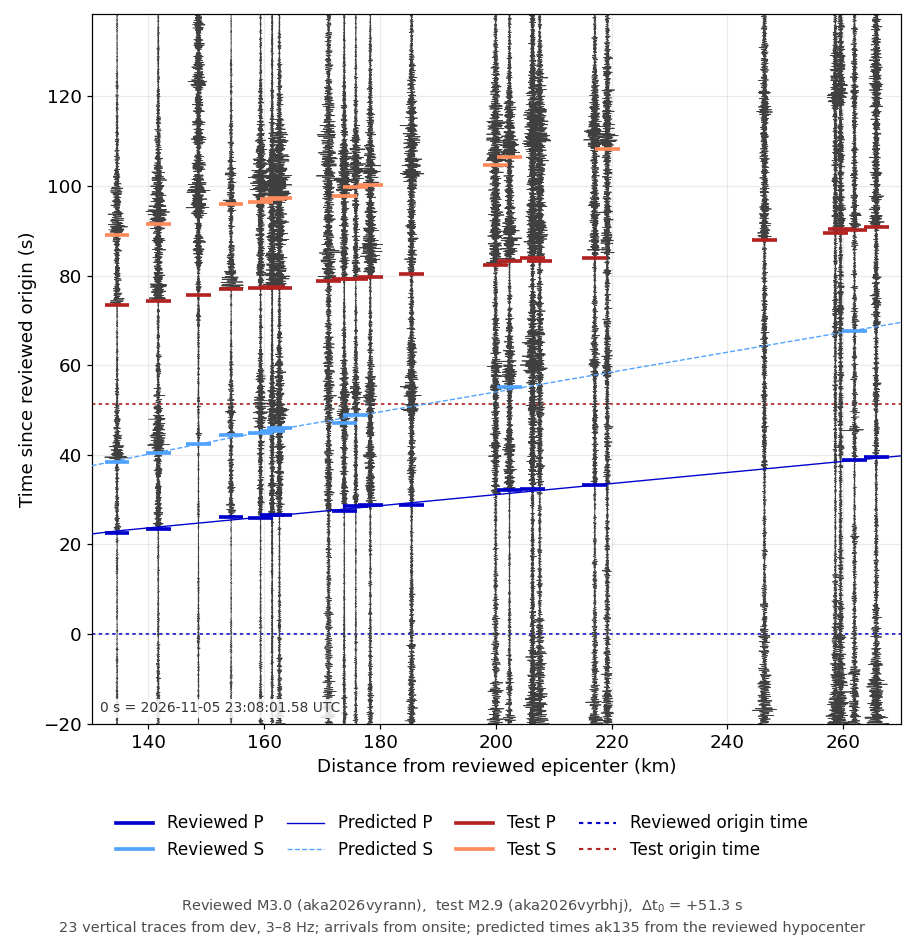 120
100
80
60
40
20
0
−20
Time since reviewed origin (s)
0 s = 2026-11-05 23:08:01.58 UTC
140 160 180 200 220 240 260
Distance from reviewed epicenter (km)
Reviewed P Predicted P Test P Reviewed origin time
Reviewed S Predicted S Test S Test origin time
Reviewed M3.0 (aka2026vyrann), test M2.9 (aka2026vyrbhj), Δt₀ = +51.3 s
23 vertical traces from dev, 3–8 Hz; arrivals from onsite; predicted times ak135 from the reviewed hypocenter